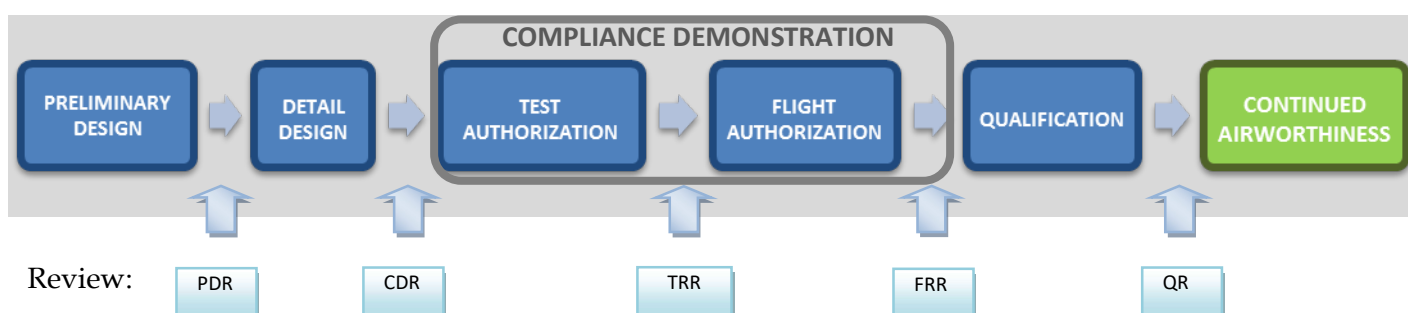 COMPLIANCE DEMONSTRATION
PRELIMINARY
DESIGN
DETAIL
DESIGN
TEST
AUTHORIZATION
FLIGHT
AUTHORIZATION
QUALIFICATION
CONTINUED
AIRWORTHINESS
Review:
PDR
CDR
TRR
FRR
QR